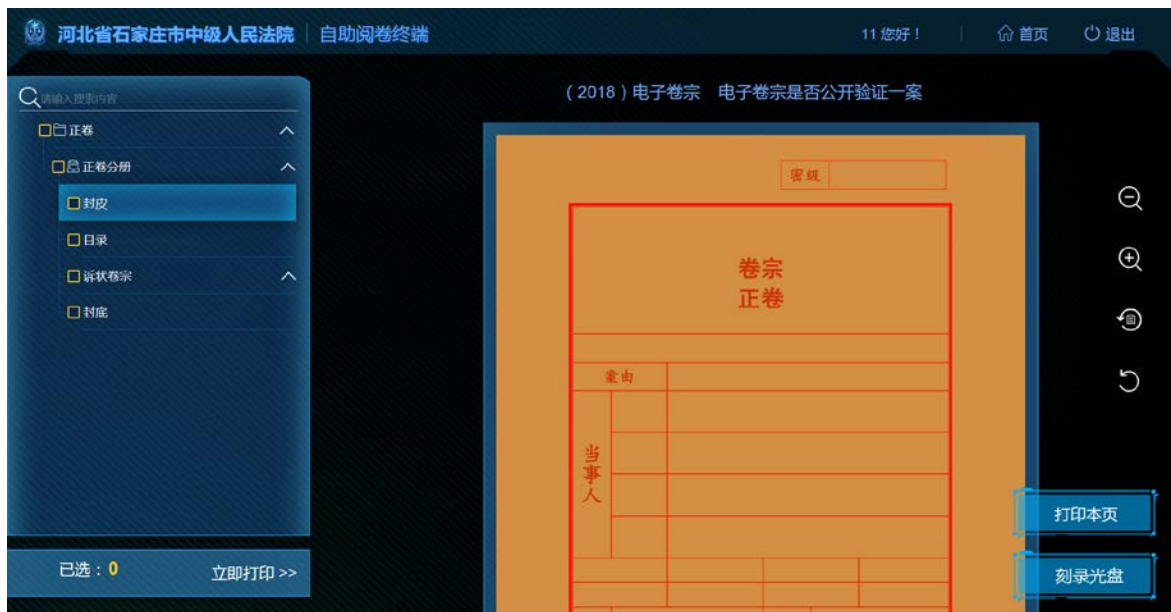 河北省石家庄市中级人民法院 自助阅卷终端 11 您好！ 首页 退出
请输入搜索内容
（2018）电子卷宗 电子卷宗是否公开验证一案
正卷
正卷分册
封皮
目录
诉状卷宗
封底
已选：0 立即打印 >>
密级
卷宗
正卷
案由
当事人
打印本页
刻录光盘